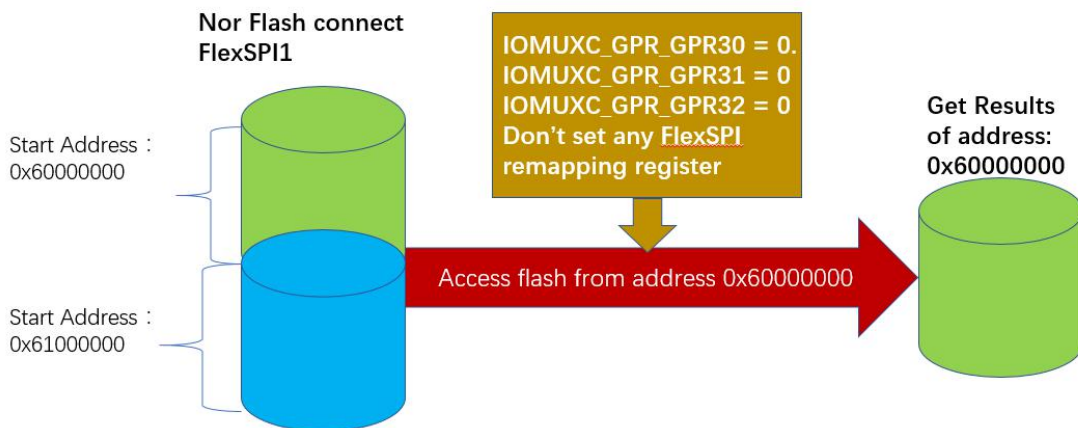 Nor Flash connect
FlexSPI1
Start Address：
0x60000000
Start Address：
0x61000000
IOMUXC_GPR_GPR30 = 0.
IOMUXC_GPR_GPR31 = 0
IOMUXC_GPR_GPR32 = 0
Don’t set any FlexSPI
remapping register
Access flash from address 0x60000000
Get Results
of address:
0x60000000